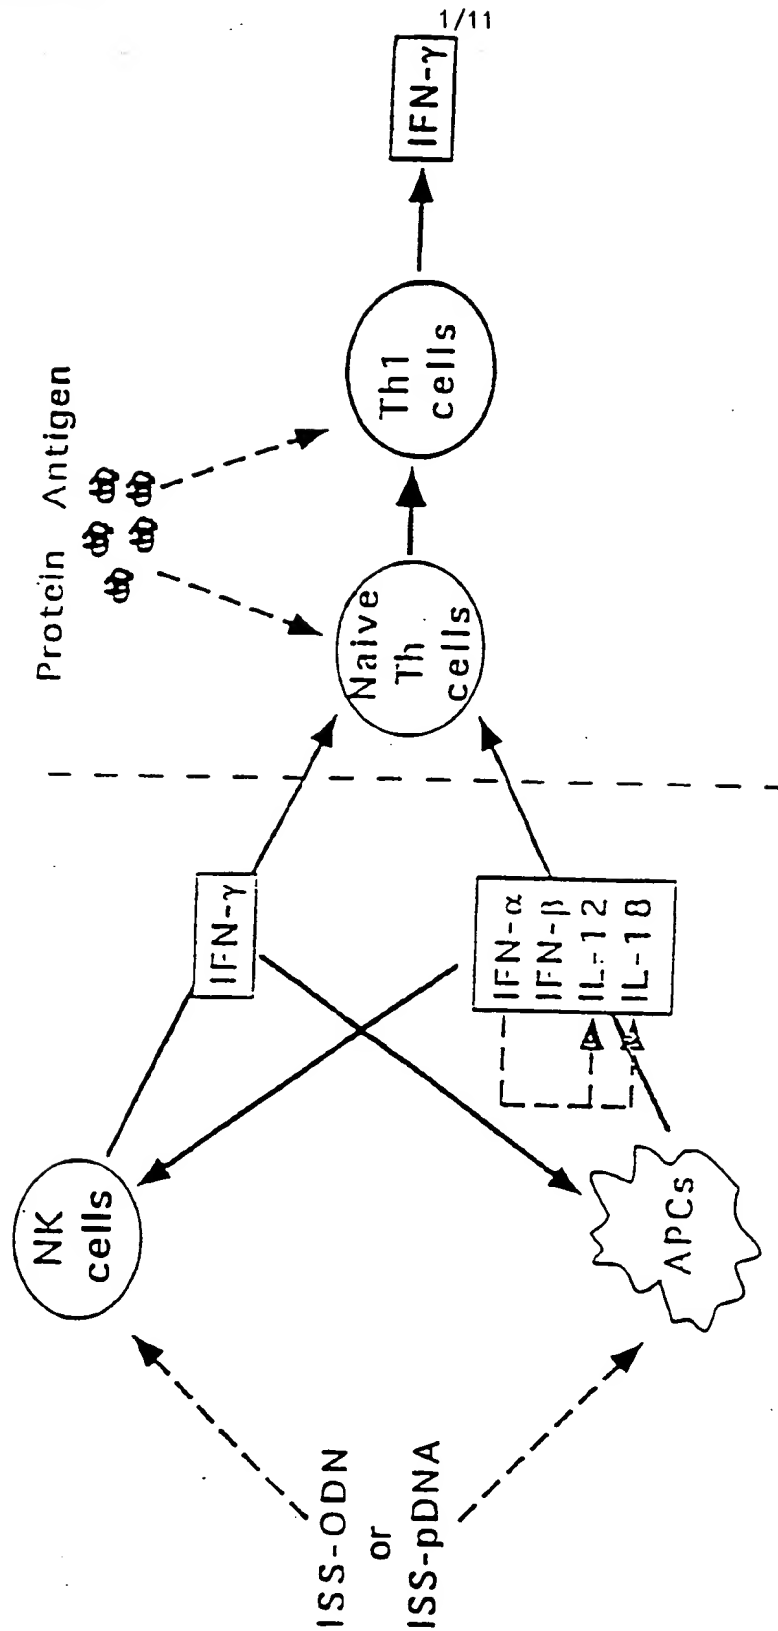 1/11
ISS-ODN
or
ISS-pDNA
NK
cells
APCs
IFN-γ
IFN-α
IFN-β
IL-12
IL-18
Protein Antigen
Naive
Th
cells
Th1
cells
IFN-γ